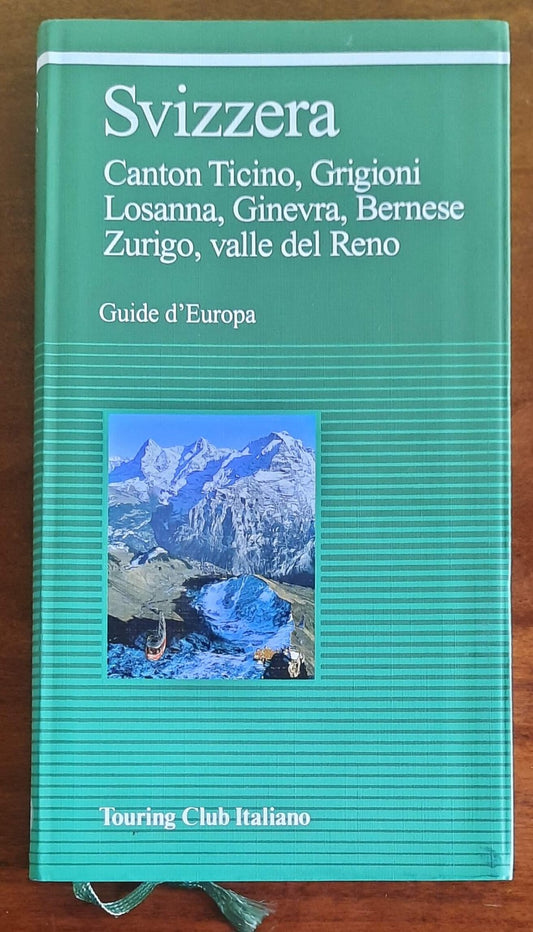 Svizzera
Canton Ticino, Grigioni
Losanna, Ginevra, Bernese
Zurigo, valle del Reno
Guide d'Europa
Touring Club Italiano